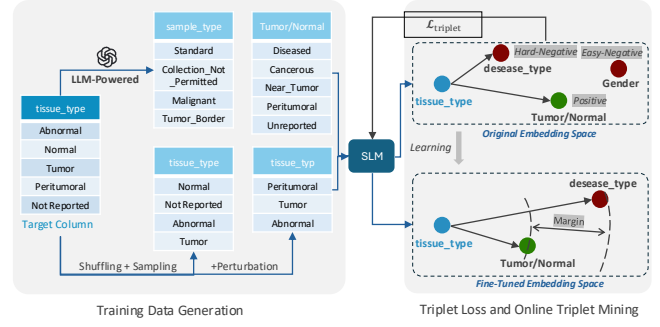 sample_type
Standard
Collection_Not
_Permitted
Malignant
Tumor_Border
Tumor/Normal
Diseased
Cancerous
Near_Tumor
Peritumoral
Unreported
LLM-Powered
tissue_type
Abnormal
Normal
Tumor
Peritumoral
Not Reported
Target Column
tissue_type
Normal
Not Reported
Abnormal
Tumor
tissue_typ
Peritumoral
Tumor
Abnormal
Shuffling + Sampling
+Perturbation
Training Data Generation
SLM
ℒtriplet
Hard-Negative
Easy-Negative
desease_type
Gender
tissue_type
Positive
Tumor/Normal
Original Embedding Space
Learning
desease_type
Margin
tissue_type
Tumor/Normal
Fine-Tuned Embedding Space
Triplet Loss and Online Triplet Mining